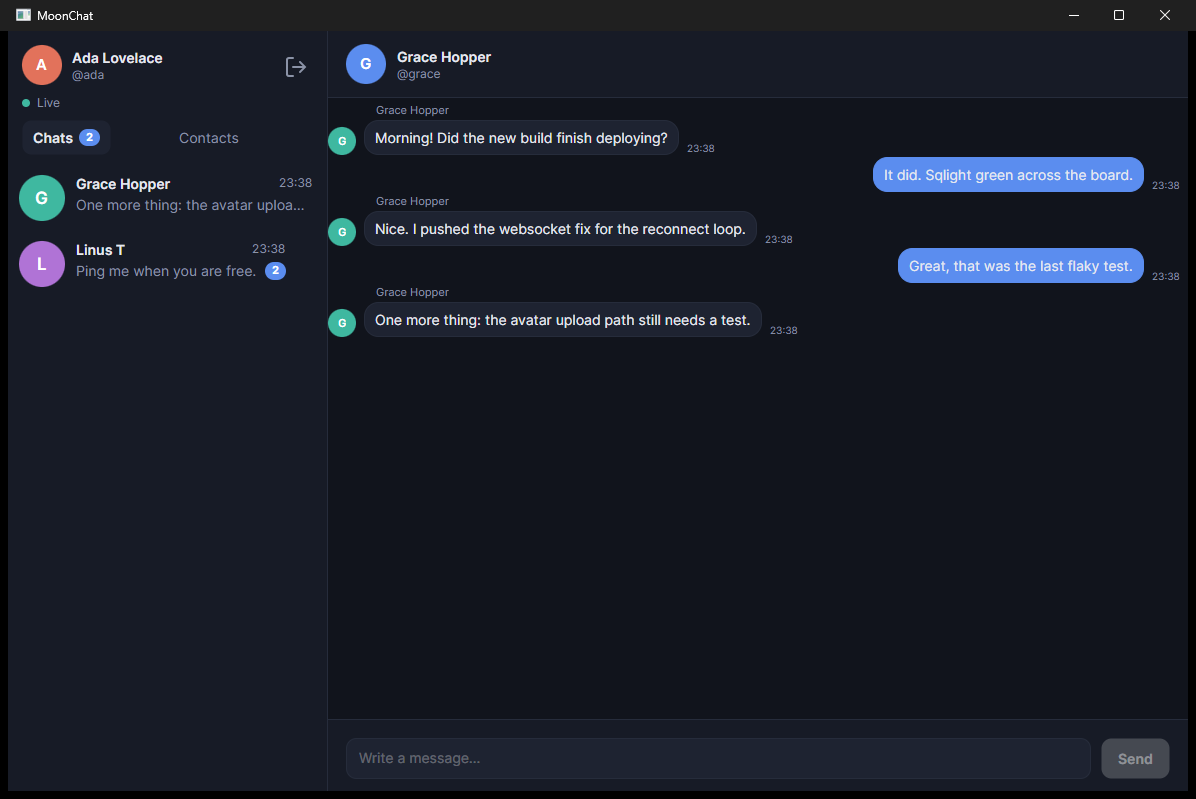 MoonChat
A
Ada Lovelace
@ada
Live
Chats 2
Contacts
G
Grace Hopper
23:38
One more thing: the avatar uploa...
L
Linus T
23:38
Ping me when you are free.
2
G
Grace Hopper
@grace
Grace Hopper
G
Morning! Did the new build finish deploying?
23:38
It did. Sqlight green across the board.
23:38
Grace Hopper
G
Nice. I pushed the websocket fix for the reconnect loop.
23:38
Great, that was the last flaky test.
23:38
Grace Hopper
G
One more thing: the avatar upload path still needs a test.
23:38
Write a message...
Send